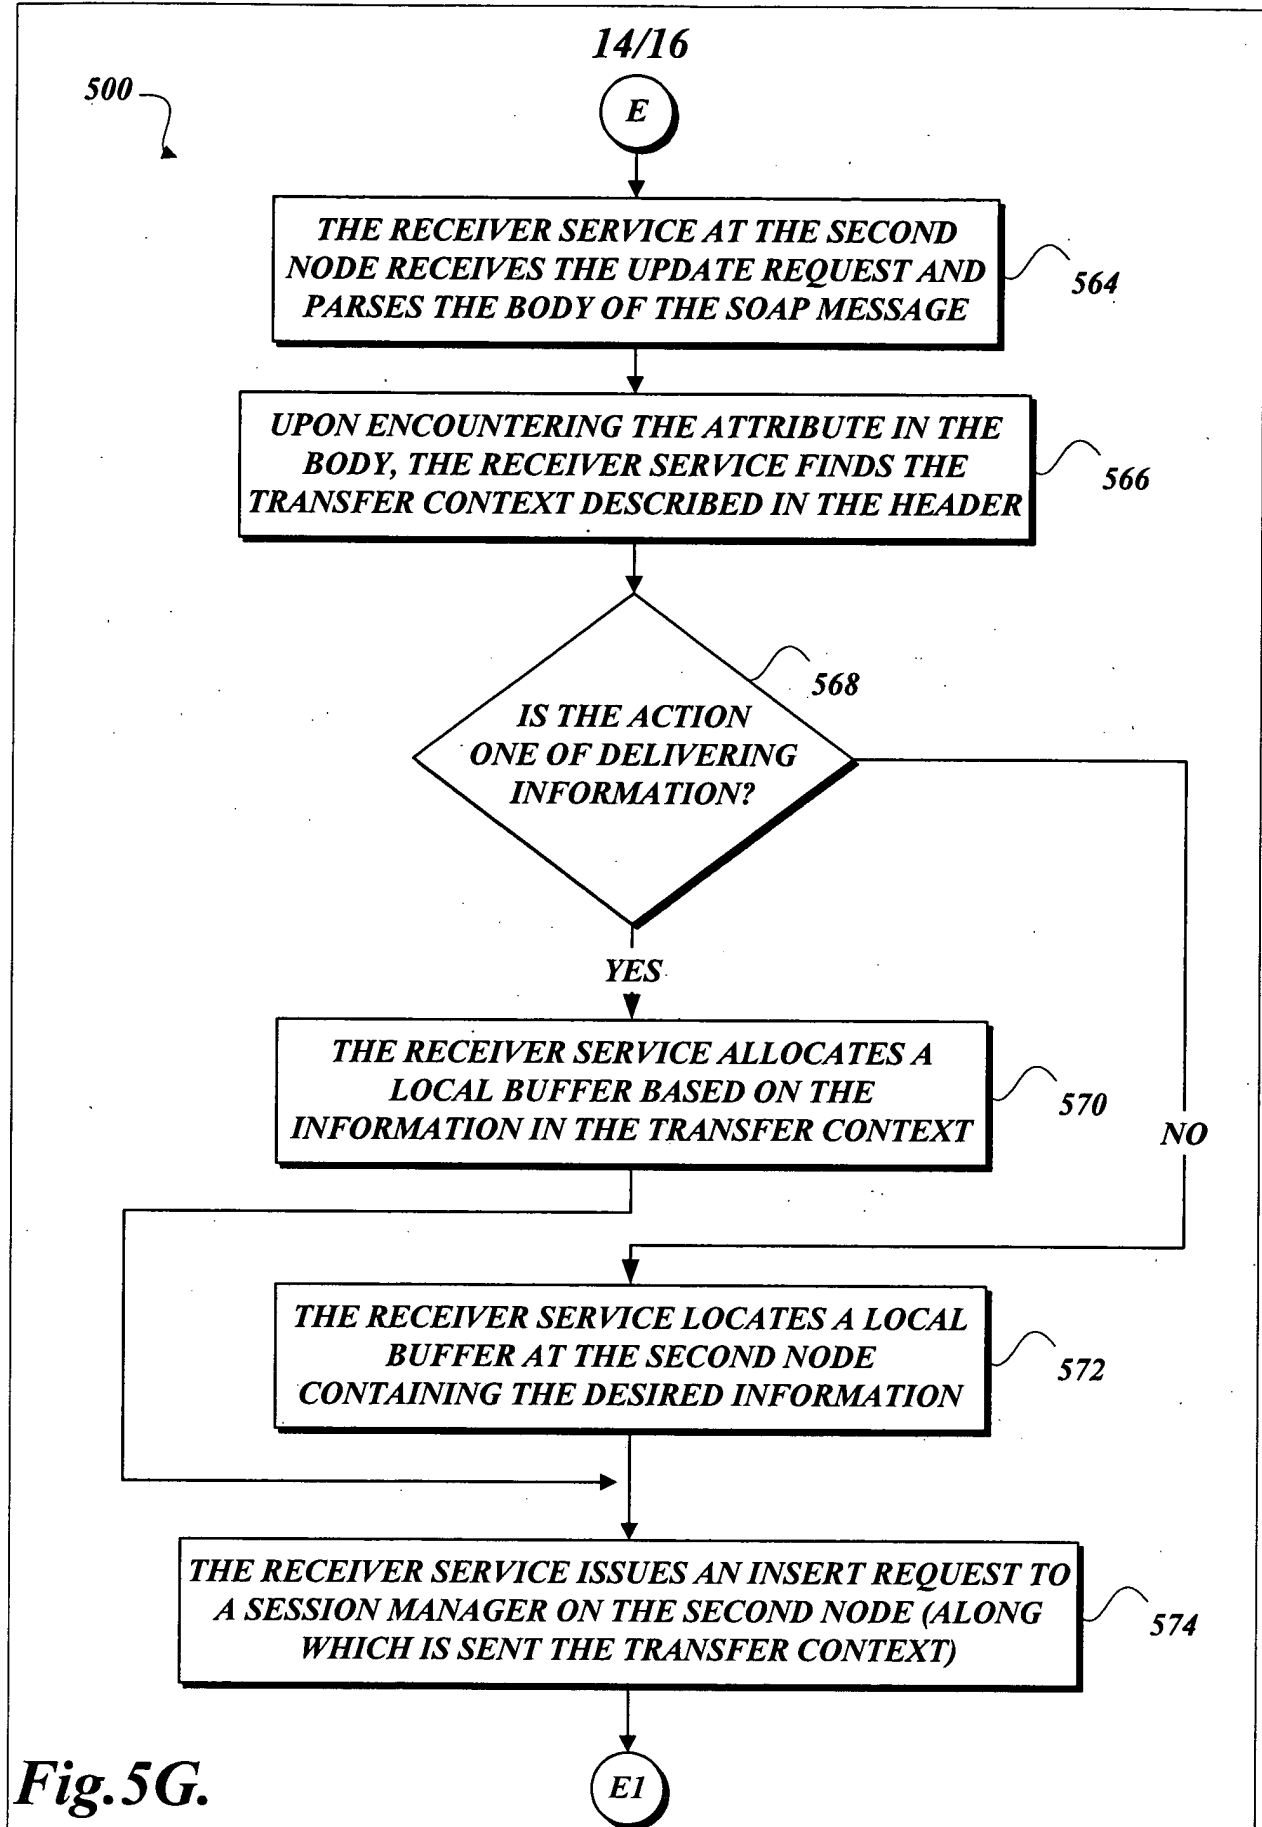 14/16
500
E
THE RECEIVER SERVICE AT THE SECOND
NODE RECEIVES THE UPDATE REQUEST AND
PARSES THE BODY OF THE SOAP MESSAGE
564
UPON ENCOUNTERING THE ATTRIBUTE IN THE
BODY, THE RECEIVER SERVICE FINDS THE
TRANSFER CONTEXT DESCRIBED IN THE HEADER
566
568
IS THE ACTION
ONE OF DELIVERING
INFORMATION?
YES
THE RECEIVER SERVICE ALLOCATES A
LOCAL BUFFER BASED ON THE
INFORMATION IN THE TRANSFER CONTEXT
570
NO
THE RECEIVER SERVICE LOCATES A LOCAL
BUFFER AT THE SECOND NODE
CONTAINING THE DESIRED INFORMATION
572
THE RECEIVER SERVICE ISSUES AN INSERT REQUEST TO
A SESSION MANAGER ON THE SECOND NODE (ALONG
WHICH IS SENT THE TRANSFER CONTEXT)
574
E1
Fig.5G.